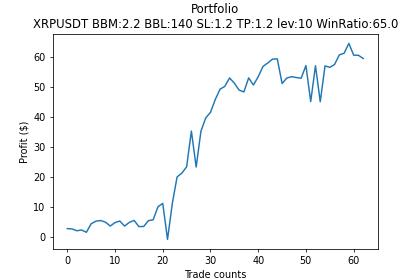 Portfolio
XRPUSDT BBM:2.2 BBL:140 SL:1.2 TP:1.2 lev:10 WinRatio:65.0
60
50
40
30
20
10
0
Profit ($)
0 10 20 30 40 50 60
Trade counts